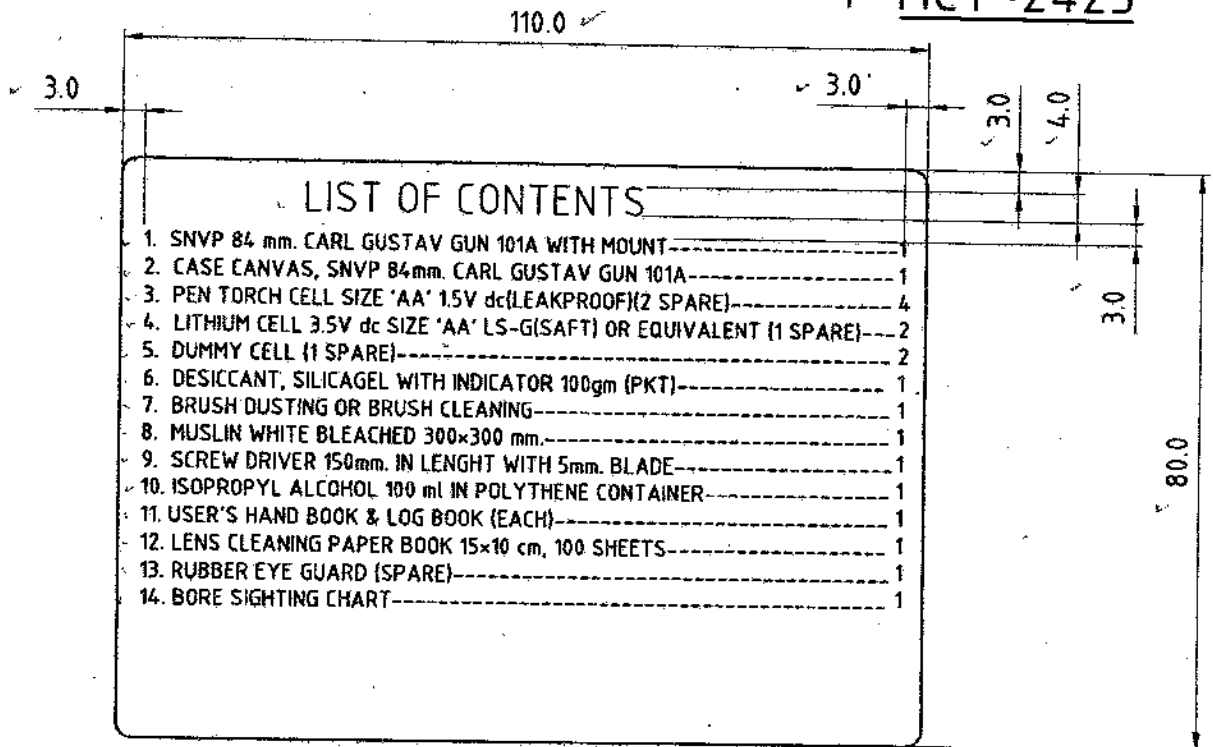 110.0
3.0
3.0
3.0
4.0
LIST OF CONTENTS
1. SNVP 84 mm. CARL GUSTAV GUN 101A WITH MOUNT------------------1
2. CASE CANVAS, SNVP 84mm. CARL GUSTAV GUN 101A------------------1
3. PEN TORCH CELL SIZE 'AA' 1.5V dc(LEAKPROOF)(2 SPARE)------------------4
4. LITHIUM CELL 3.5V dc SIZE 'AA' LS-G(SAFT) OR EQUIVALENT (1 SPARE)---2
5. DUMMY CELL (1 SPARE)------------------2
6. DESICCANT, SILICAGEL WITH INDICATOR 100gm (PKT)------------------1
7. BRUSH DUSTING OR BRUSH CLEANING------------------1
8. MUSLIN WHITE BLEACHED 300×300 mm.------------------1
9. SCREW DRIVER 150mm. IN LENGHT WITH 5mm. BLADE------------------1
10. ISOPROPYL ALCOHOL 100 ml IN POLYTHENE CONTAINER------------------1
11. USER'S HAND BOOK & LOG BOOK (EACH)------------------1
12. LENS CLEANING PAPER BOOK 15×10 cm, 100 SHEETS------------------1
13. RUBBER EYE GUARD (SPARE)------------------1
14. BORE SIGHTING CHART------------------1
3.0
80.0